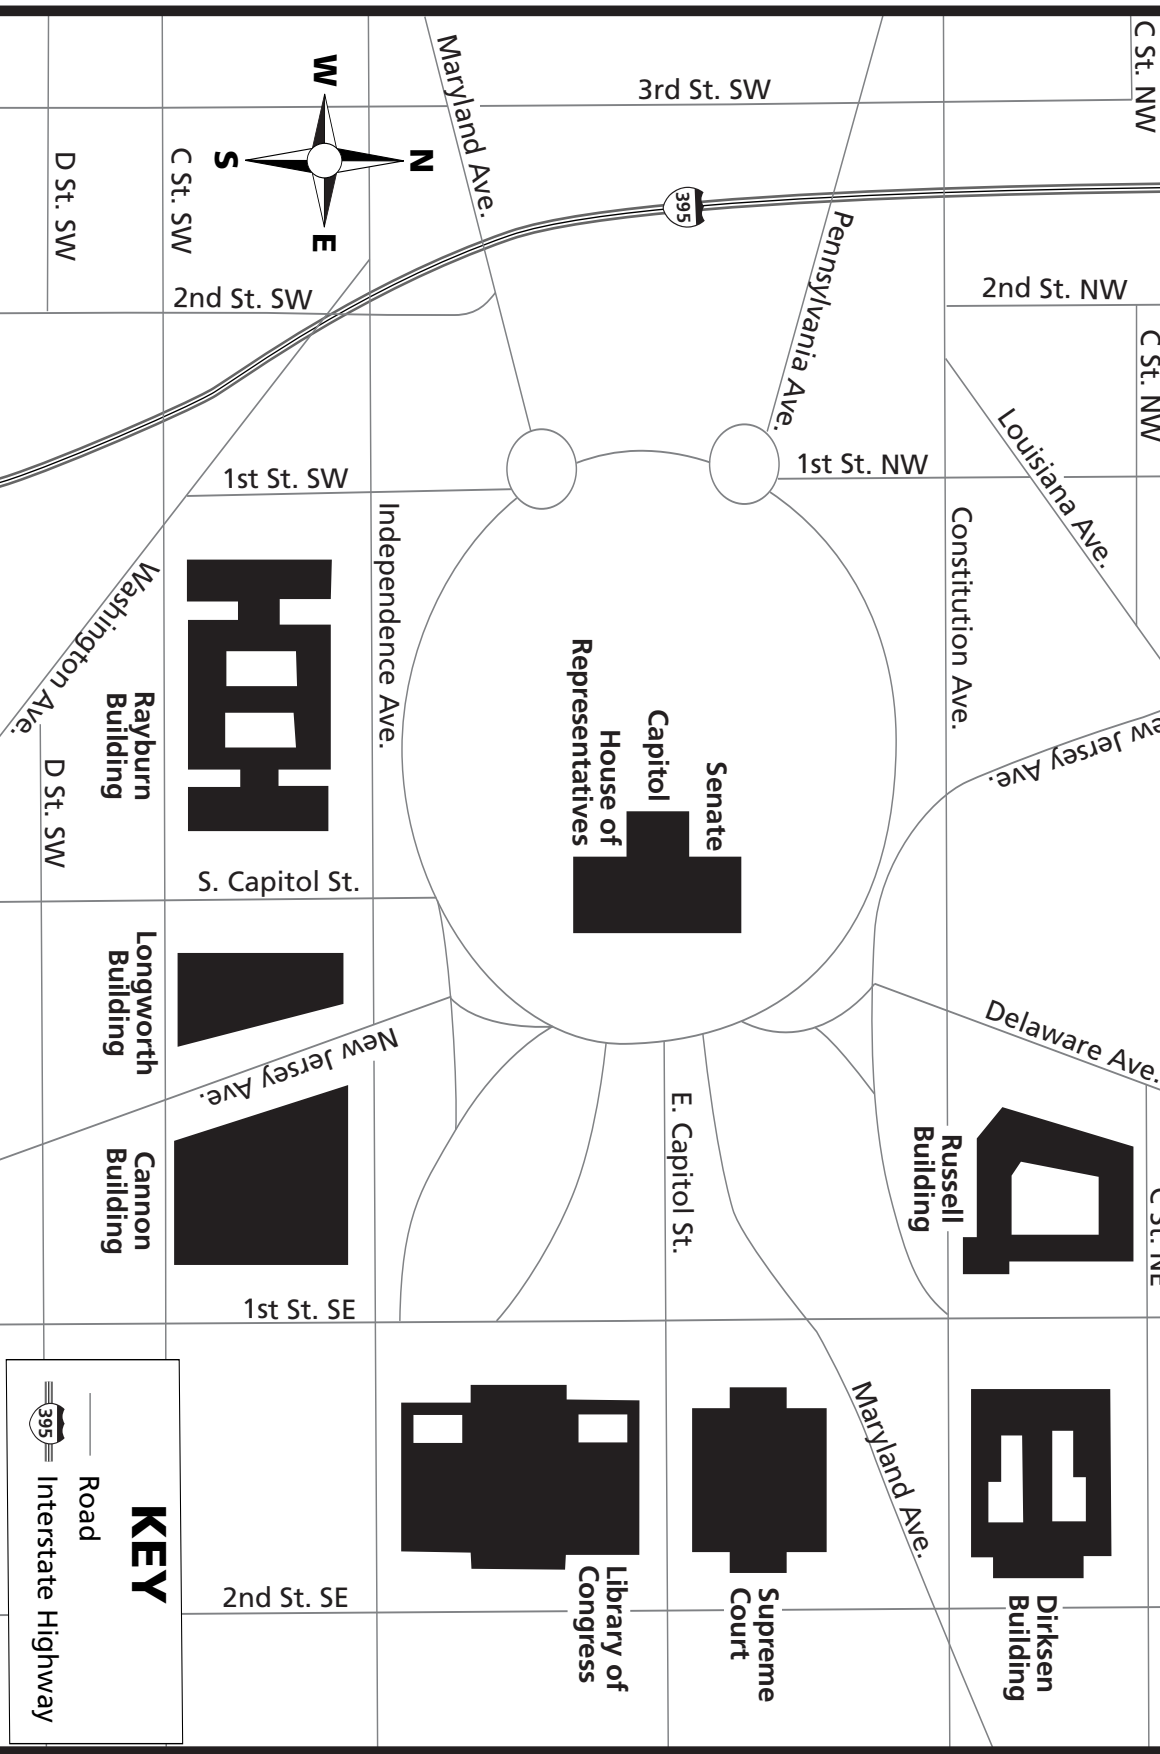 C St. NW
3rd St. SW
Maryland Ave.
W
N
S
E
D St. SW
C St. SW
395
Pennsylvania Ave.
2nd St. SW
2nd St. NW
C St. NW
Louisiana Ave.
1st St. SW
1st St. NW
Independence Ave.
Constitution Ave.
Washington Ave.
Rayburn
Building
House of
Representatives
Capitol
Senate
ew Jersey Ave.
D St. SW
S. Capitol St.
Longworth
Building
New Jersey Ave.
Delaware Ave.
E. Capitol St.
Russell
Building
Cannon
Building
C St. NE
1st St. SE
Maryland Ave.
KEY
Road
395
Interstate Highway
2nd St. SE
Library of
Congress
Supreme
Court
Dirksen
Building